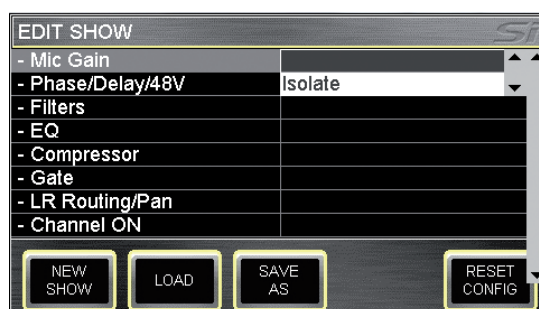 EDIT SHOW
Si
- Mic Gain
- Phase/Delay/48V Isolate
- Filters
- EQ
- Compressor
- Gate
- LR Routing/Pan
- Channel ON
NEW SHOW
LOAD
SAVE AS
RESET CONFIG